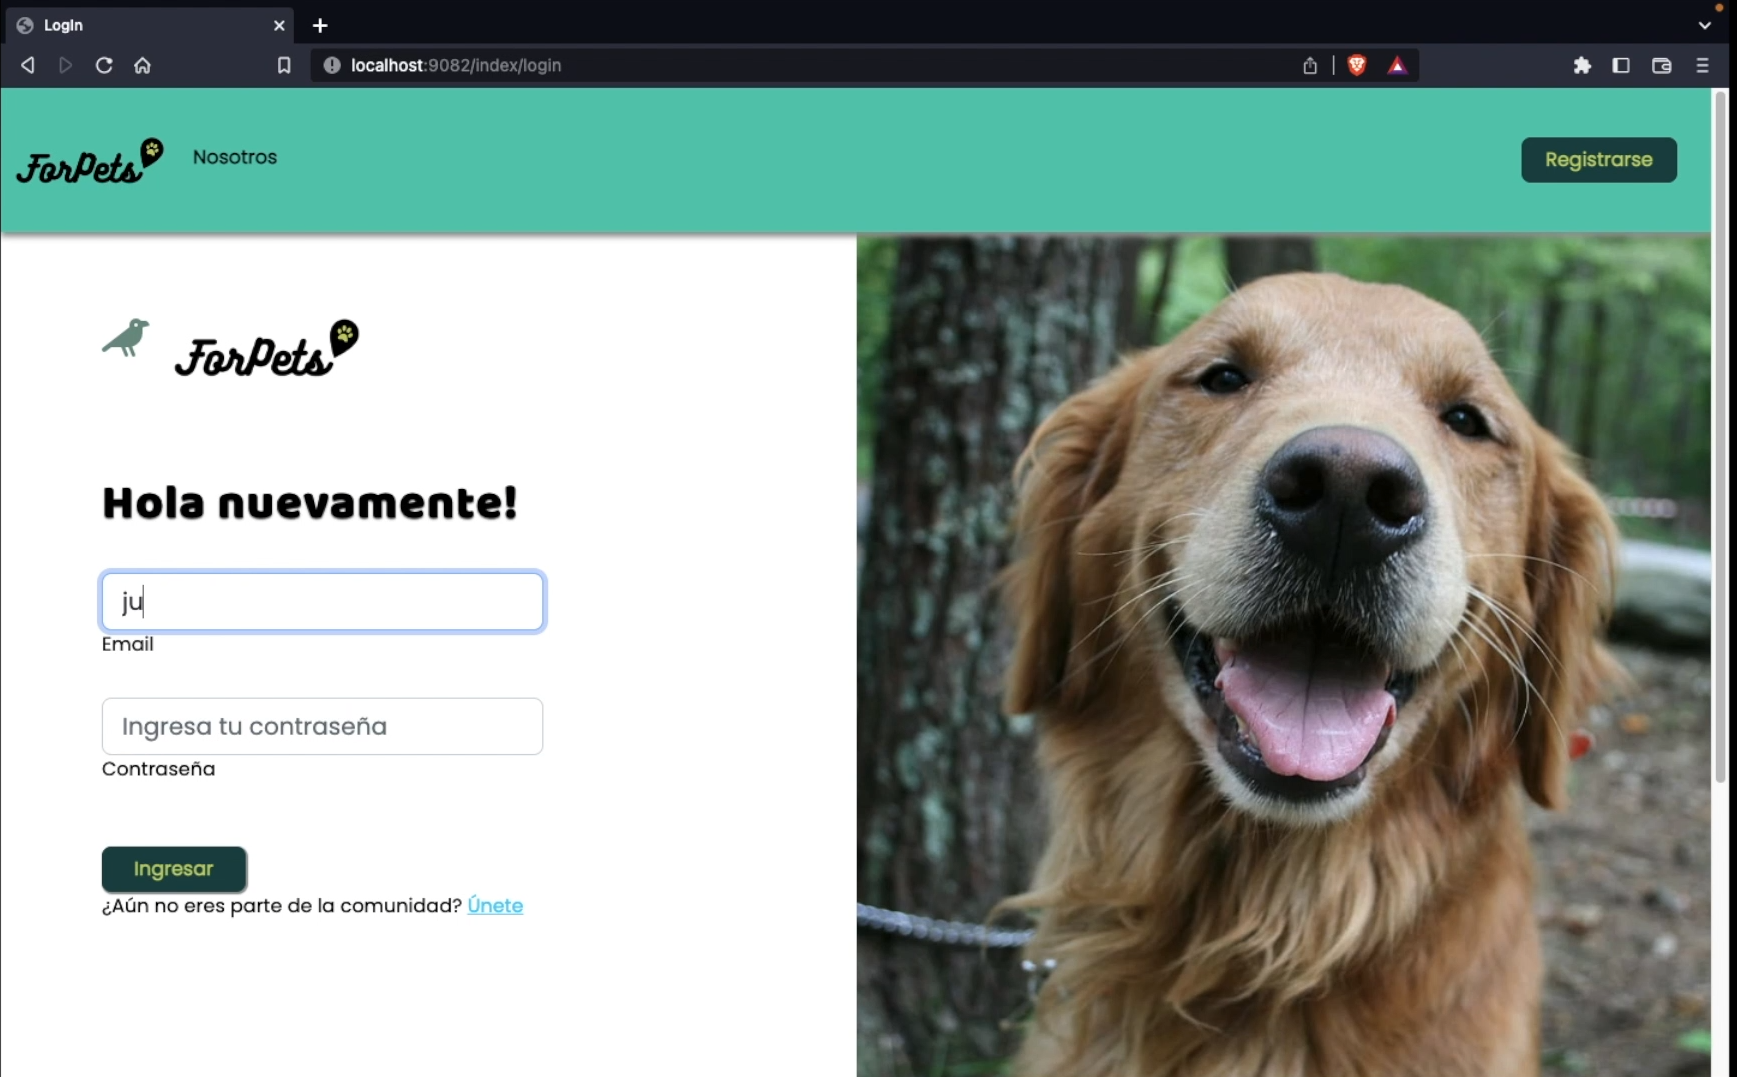 LogIn
localhost:9082/index/login
ForPets
Nosotros
Registrarse
ForPets
Hola nuevamente!
ju
Email
Ingresa tu contraseña
Contraseña
Ingresar
¿Aún no eres parte de la comunidad? Únete